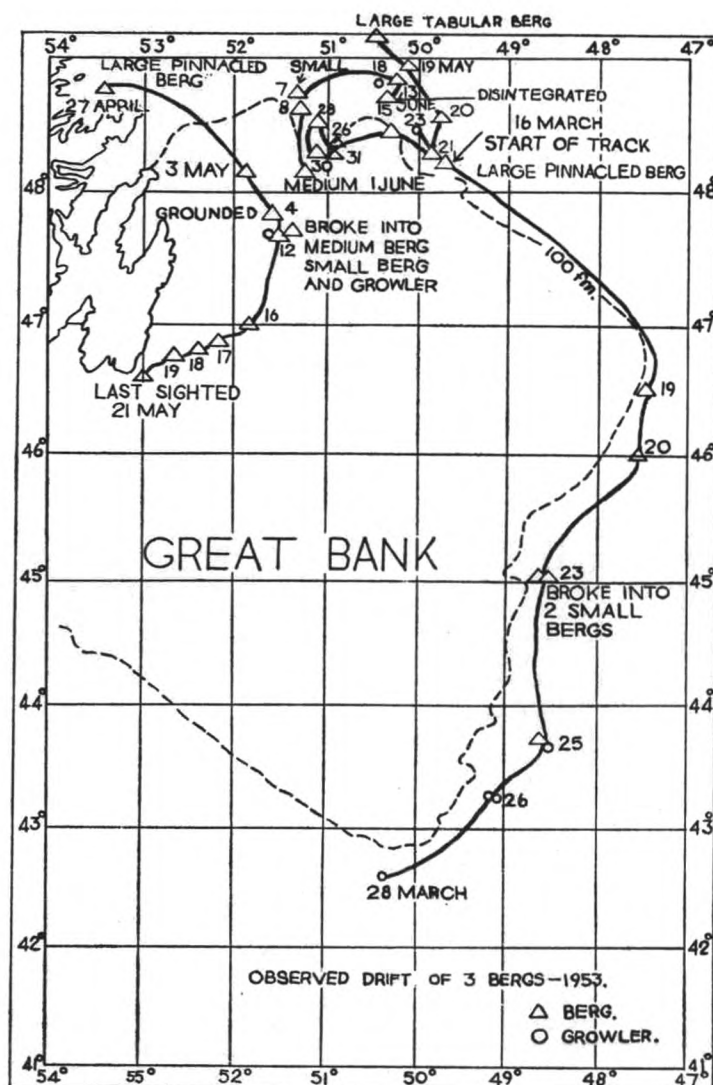 LARGE TABULAR BERG
54° 53° 52° 51° 50° 49° 48° 47°
LARGE PINNACLED
BERG
27 APRIL
SMALL
7
8
18
19 MAY
13
JUNE
15
DISINTEGRATED
20
23
28
26
16 MARCH
START OF TRACK
21
LARGE PINNACLED BERG
31
30
3 MAY
MEDIUM 1 JUNE
48° 48°
GROUNDED
4
12
BROKE INTO
MEDIUM BERG
SMALL BERG
AND GROWLER
100 fm.
47° 47°
16
17
18
19
LAST SIGHTED
21 MAY
19
46° 46°
20
GREAT BANK
45° 45°
23
BROKE INTO
2 SMALL
BERGS
44° 44°
25
26
43° 43°
28 MARCH
42° 42°
OBSERVED DRIFT OF 3 BERGS—1953.
△ BERG.
○ GROWLER.
41° 41°
54° 53° 52° 51° 50° 49° 48° 47°